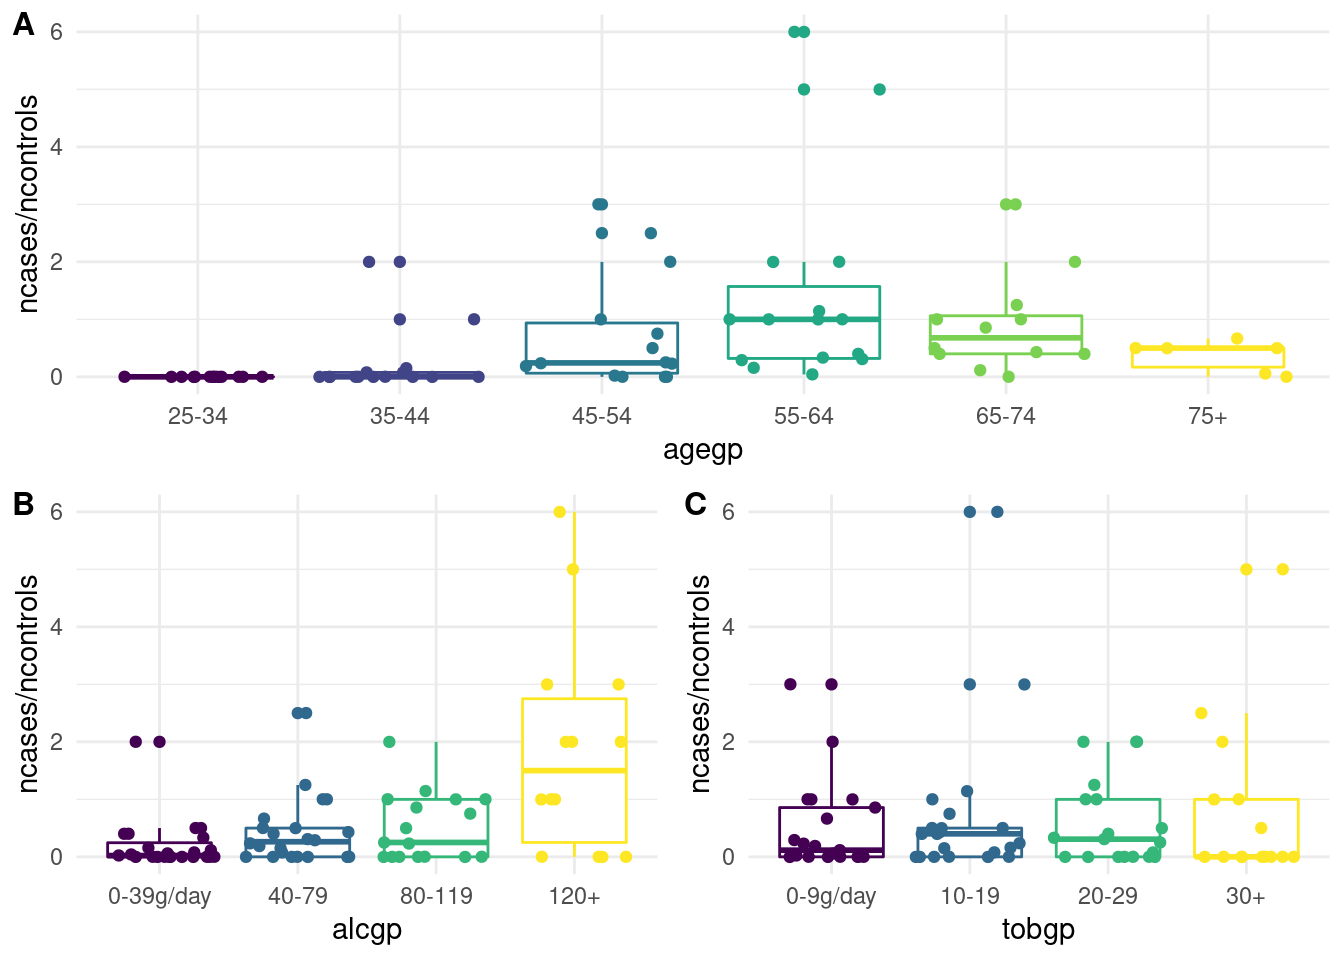 A
ncases/ncontrols
6
4
2
0
25-34 35-44 45-54 55-64 65-74 75+
agegp
B
ncases/ncontrols
6
4
2
0
0-39g/day 40-79 80-119 120+
alcgp
C
ncases/ncontrols
6
4
2
0
0-9g/day 10-19 20-29 30+
tobgp